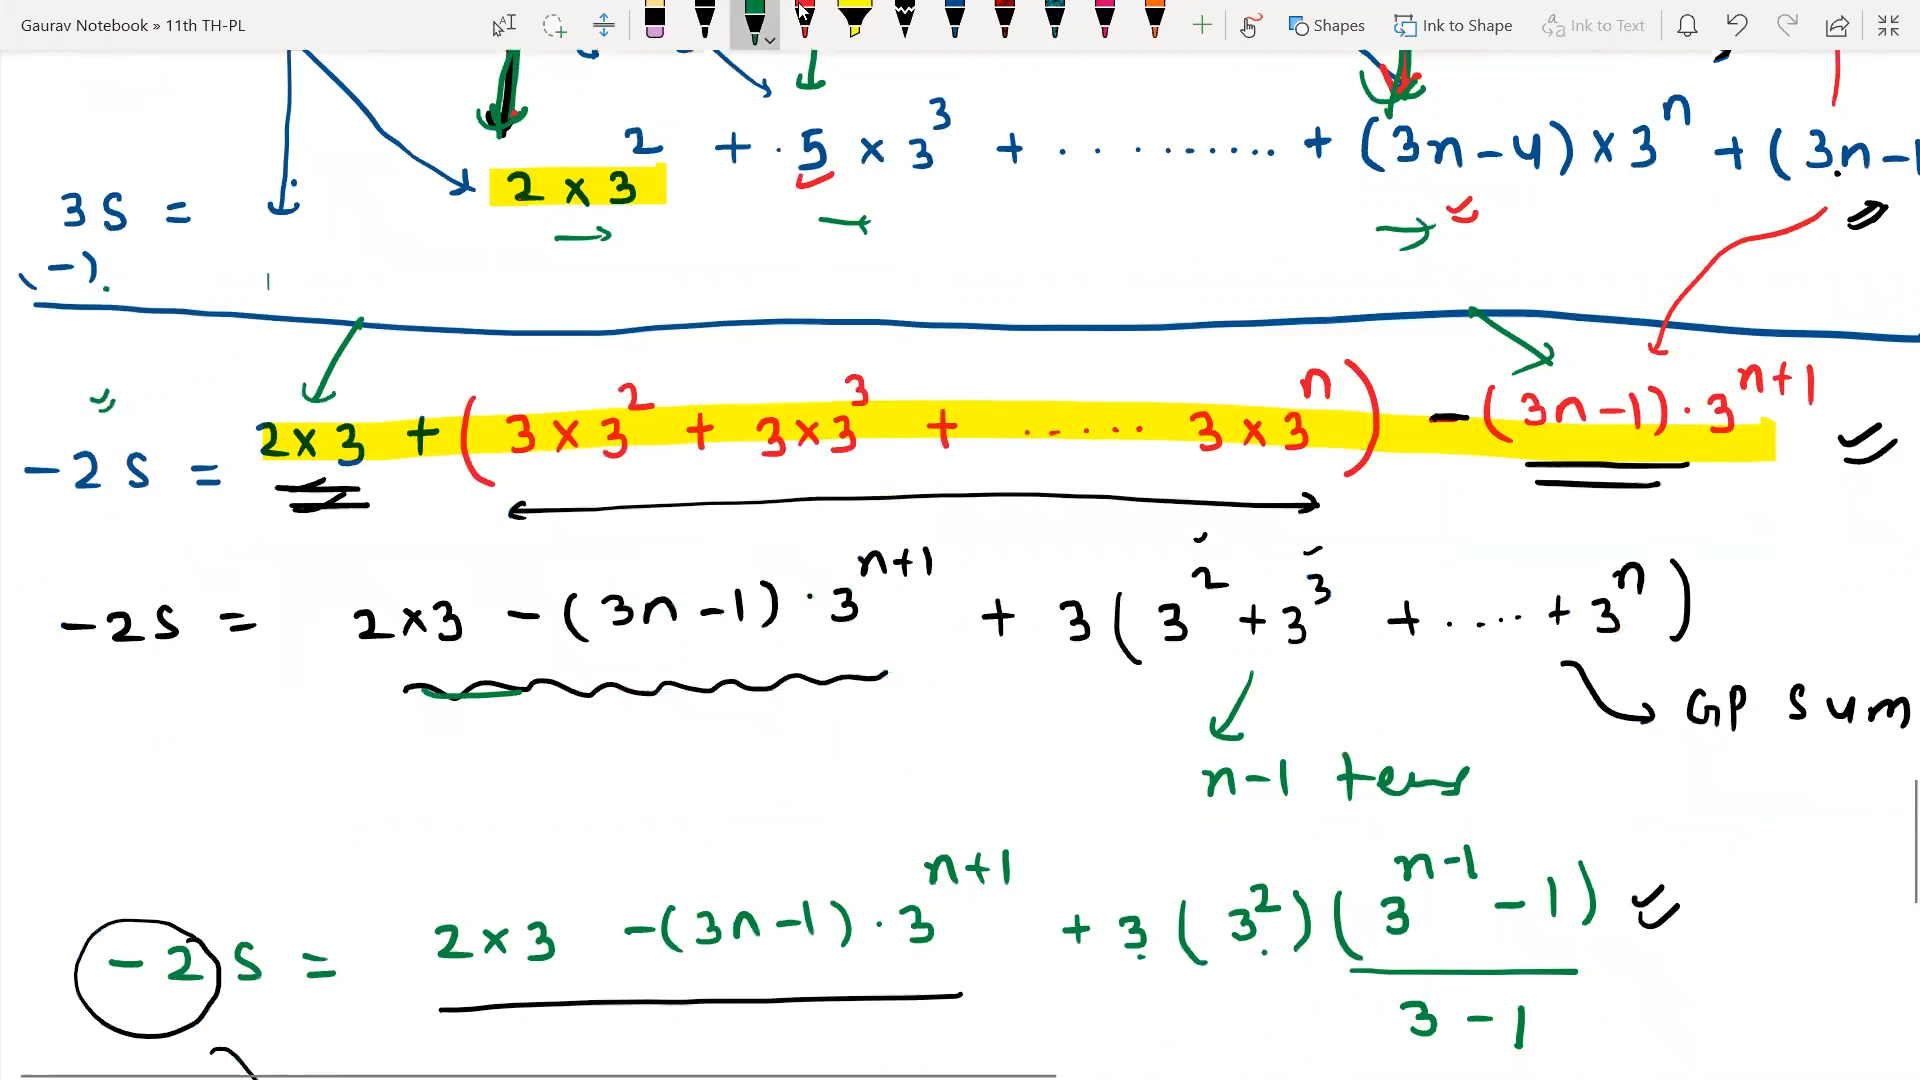 Gaurav Notebook » 11th TH-PL
Shapes Ink to Shape Ink to Text
3S = 2 × 3² + 5 × 3³ + ........... + (3n-4) × 3ⁿ + (3n-1
(-)
-2S = 2×3 + (3×3² + 3×3³ + ..... 3×3ⁿ) - (3n-1)·3ⁿ⁺¹
-2S = 2×3 - (3n-1)·3ⁿ⁺¹ + 3(3² + 3³ + .... + 3ⁿ)
GP Sum
n-1
-2S = 2×3 -(3n-1)·3ⁿ⁺¹ + 3(3²)(3ⁿ⁻¹ - 1)
3 - 1